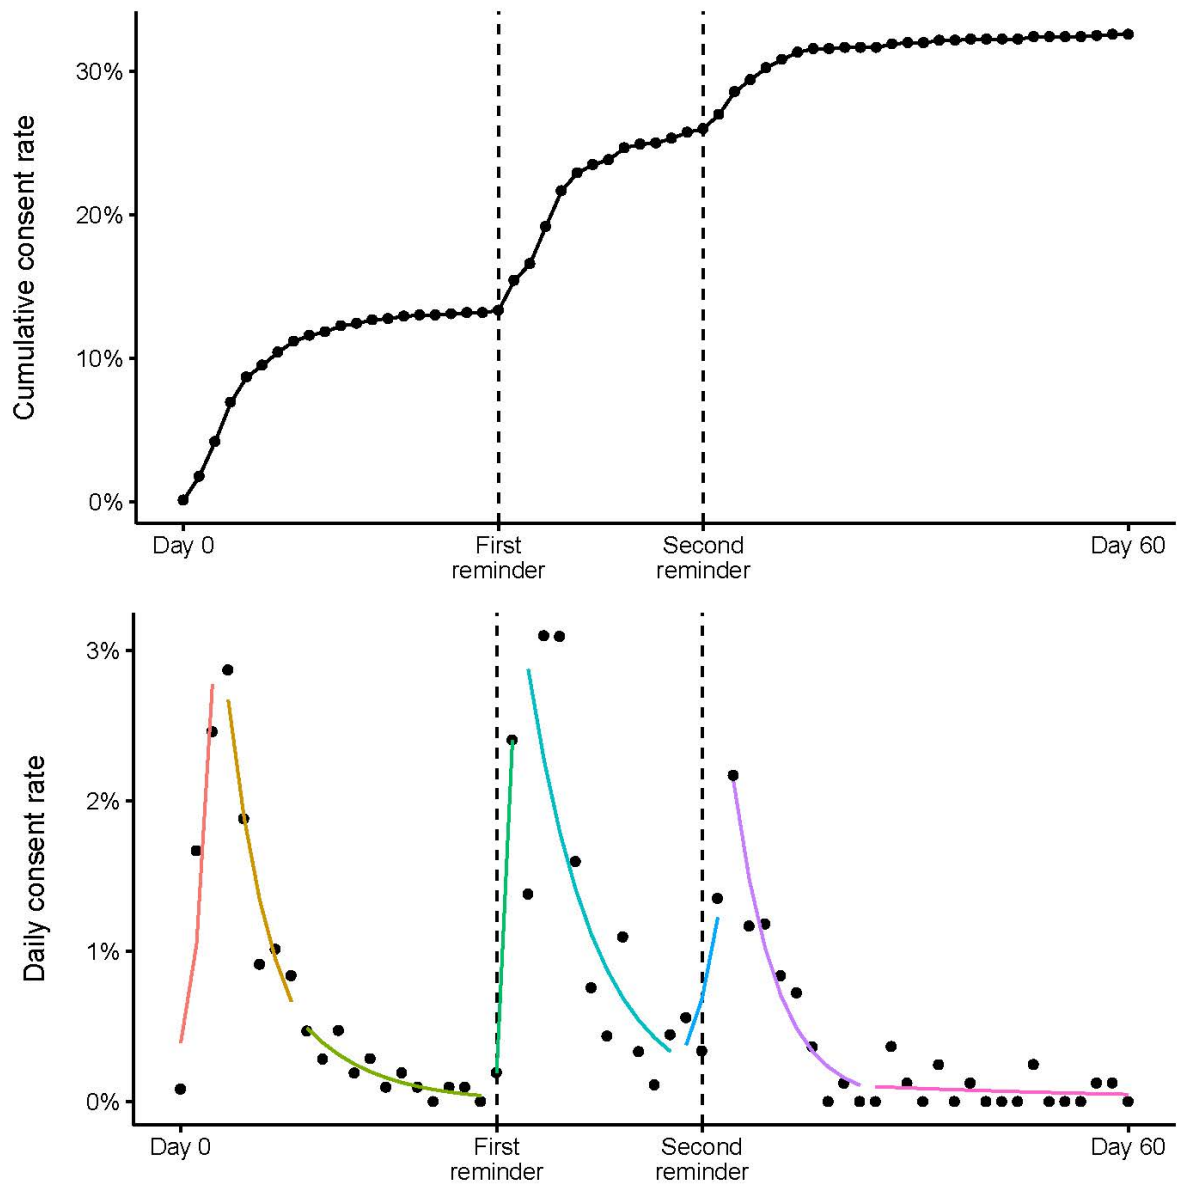 Cumulative consent rate
30%
20%
10%
0%
Day 0
First
reminder
Second
reminder
Day 60
Daily consent rate
3%
2%
1%
0%
Day 0
First
reminder
Second
reminder
Day 60